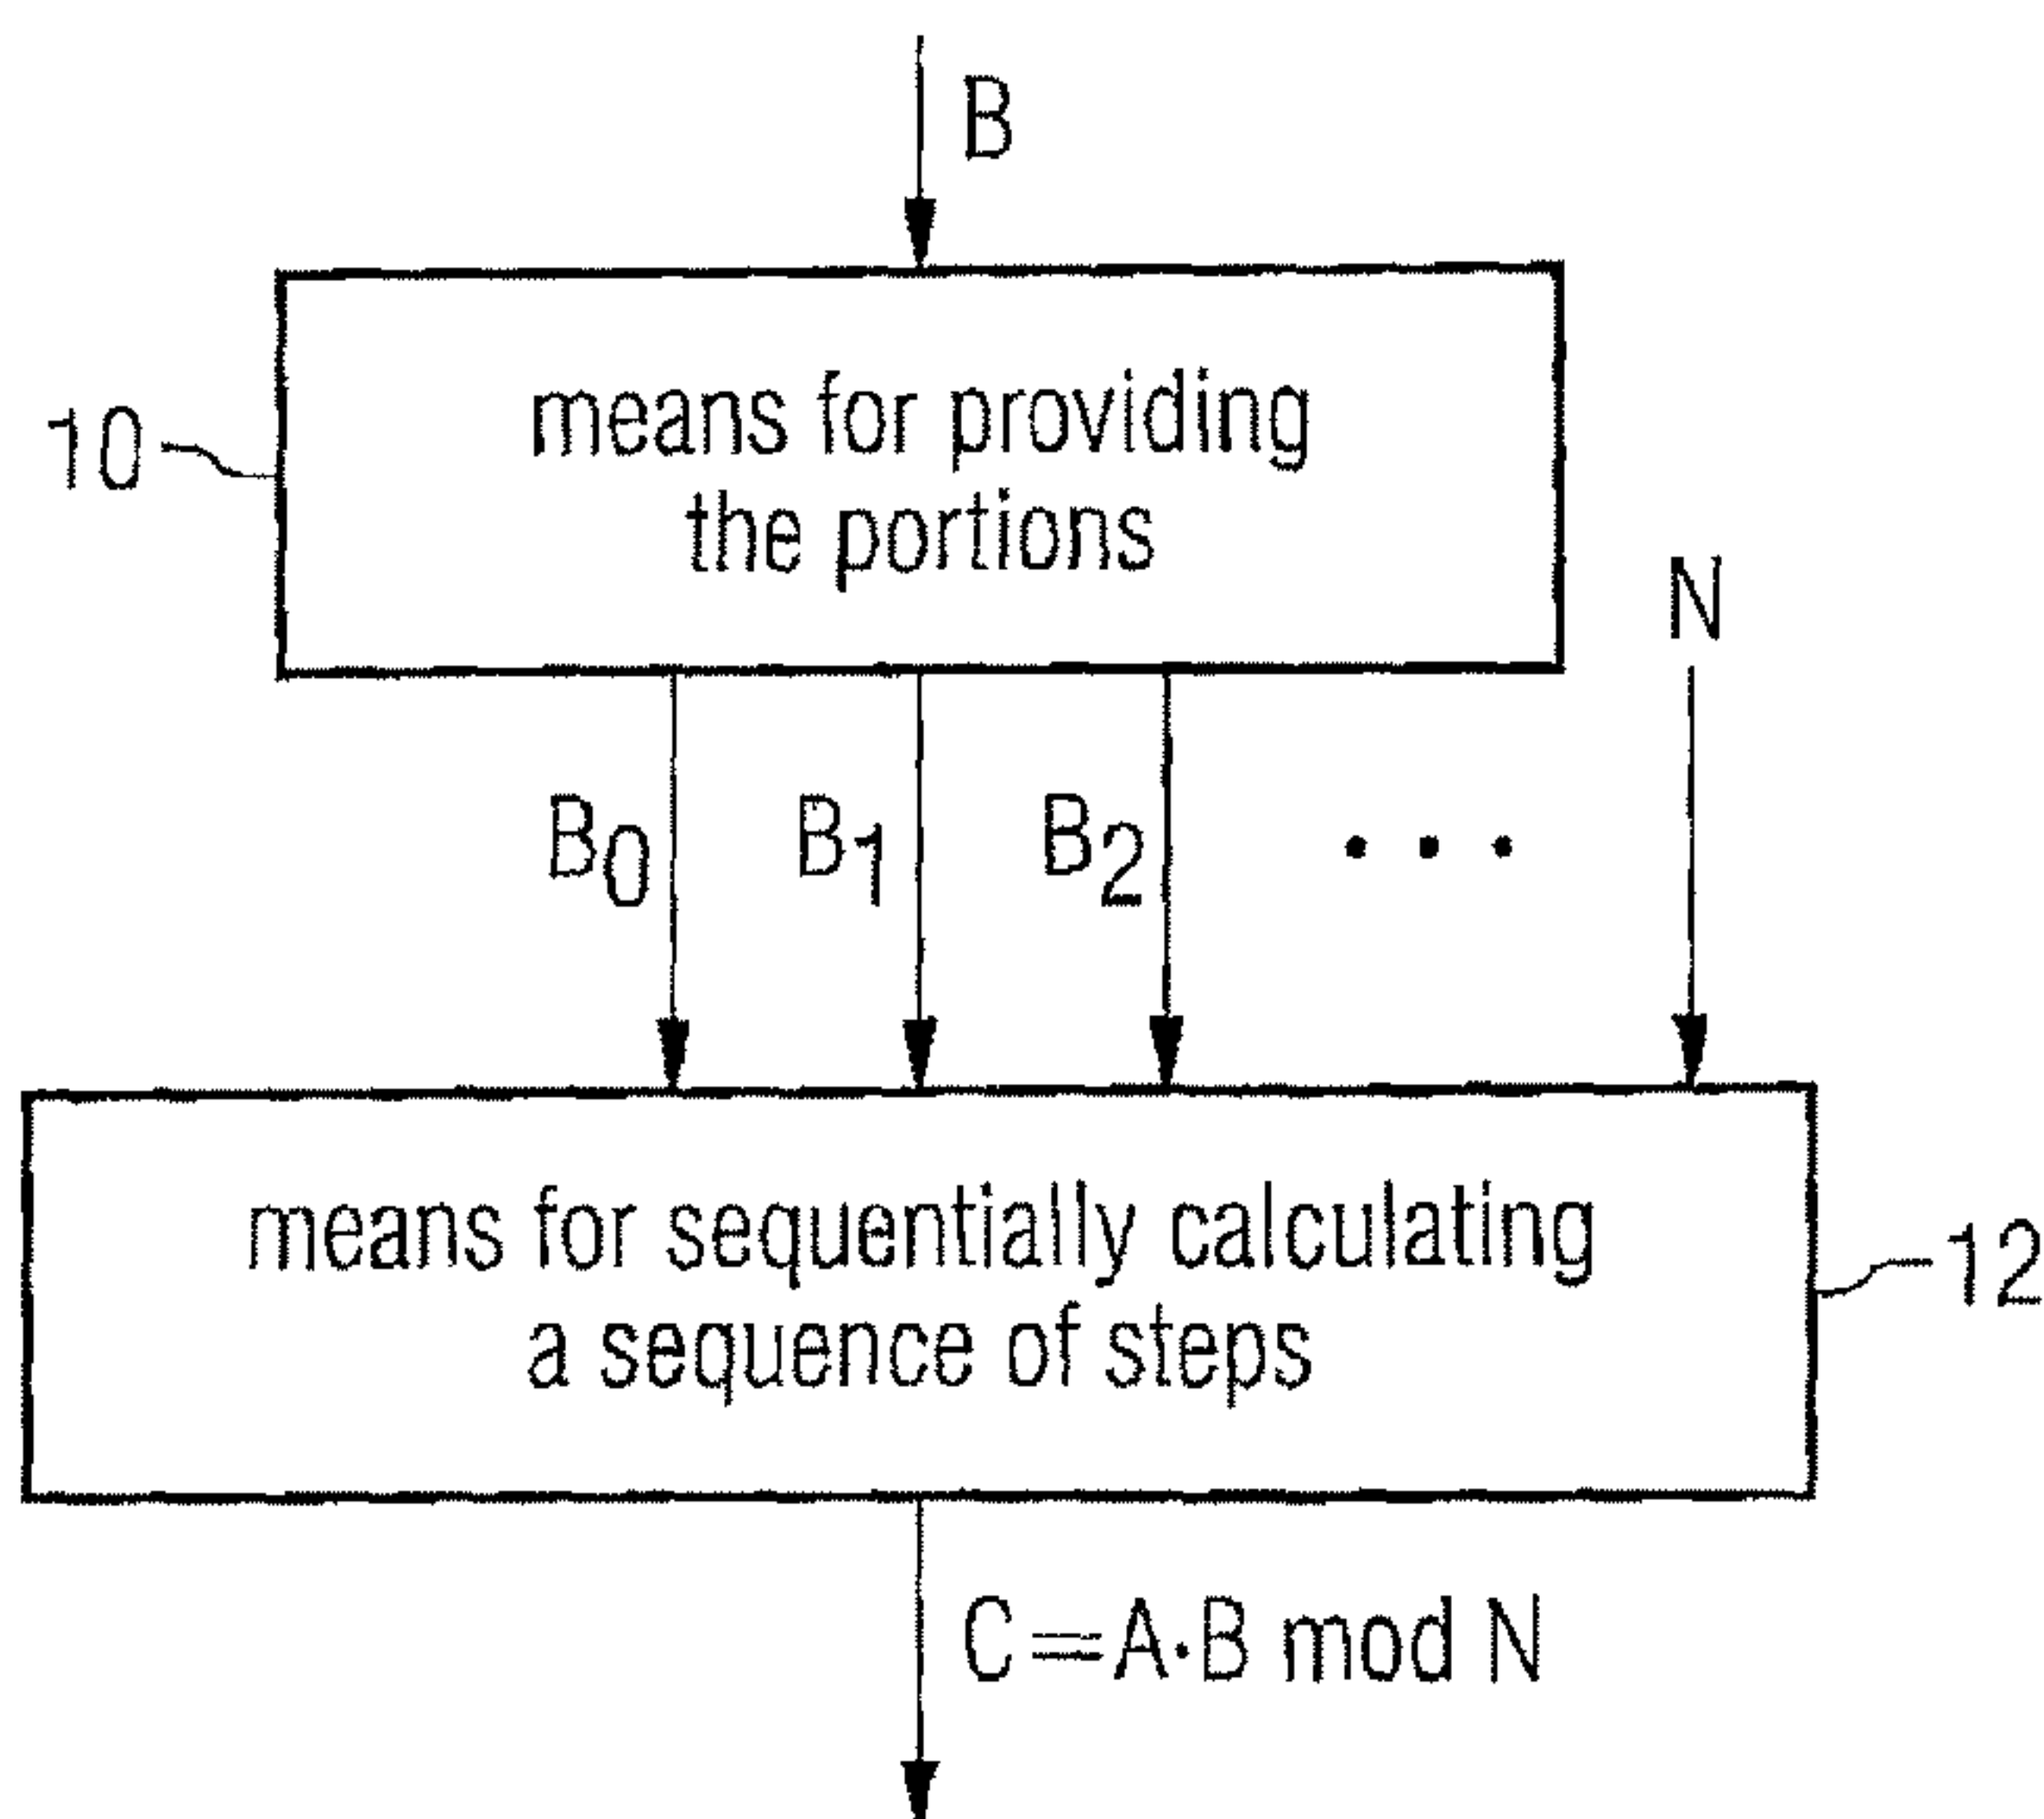 B
means for providing
10
the portions
N
B0 B1 B2 • • •
means for sequentially calculating
12
a sequence of steps
C = A·B mod N